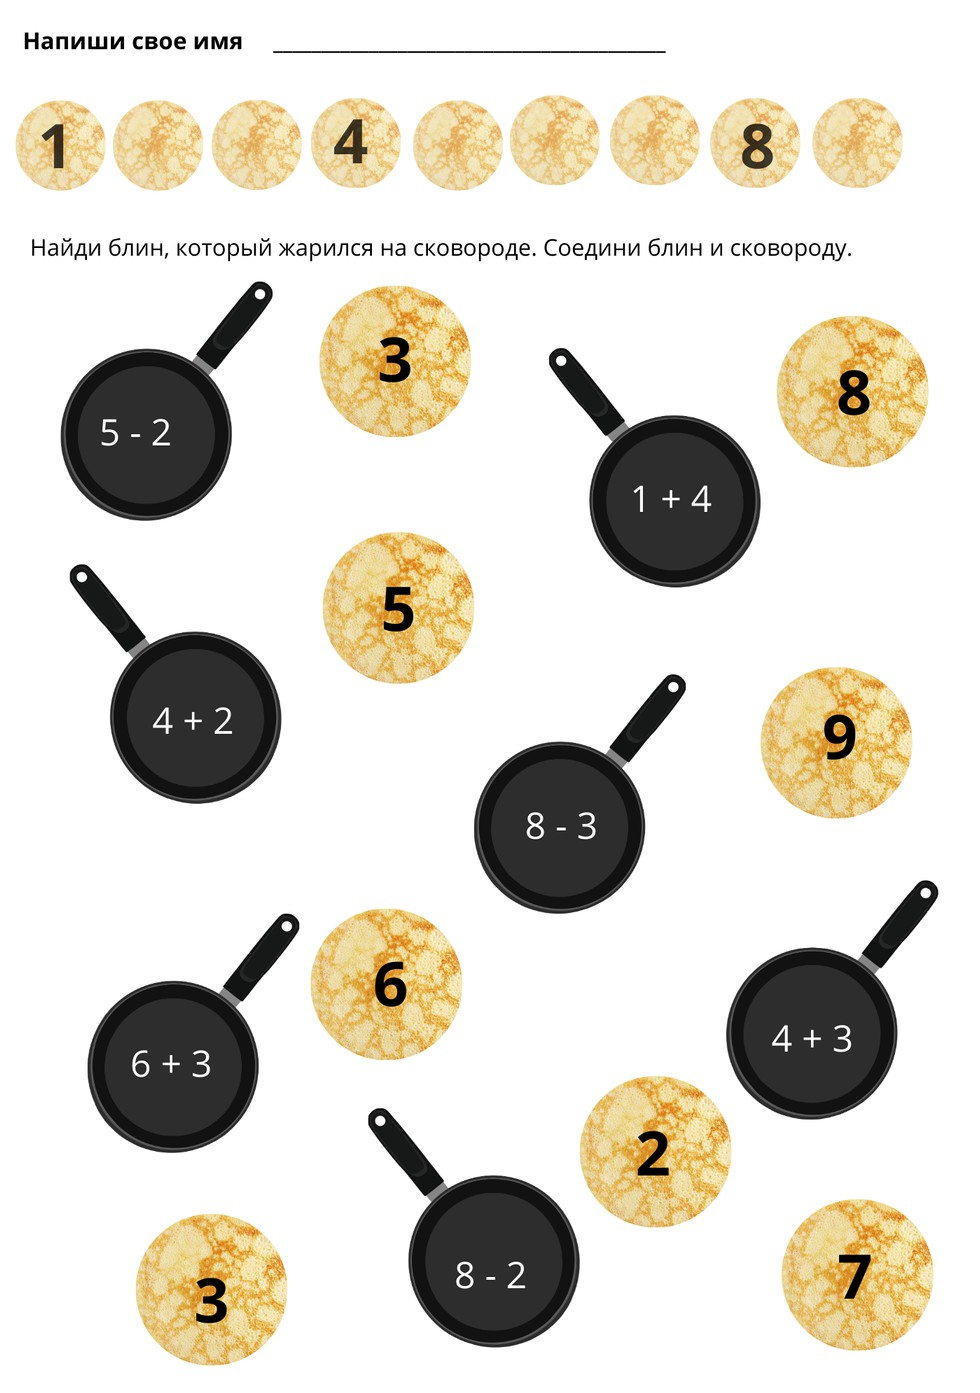 Напиши свое имя ___________________________________
1 4 8
Найди блин, который жарился на сковороде. Соедини блин и сковороду.
3
8
5 - 2
1 + 4
5
4 + 2
9
8 - 3
6
4 + 3
6 + 3
2
8 - 2
7
3